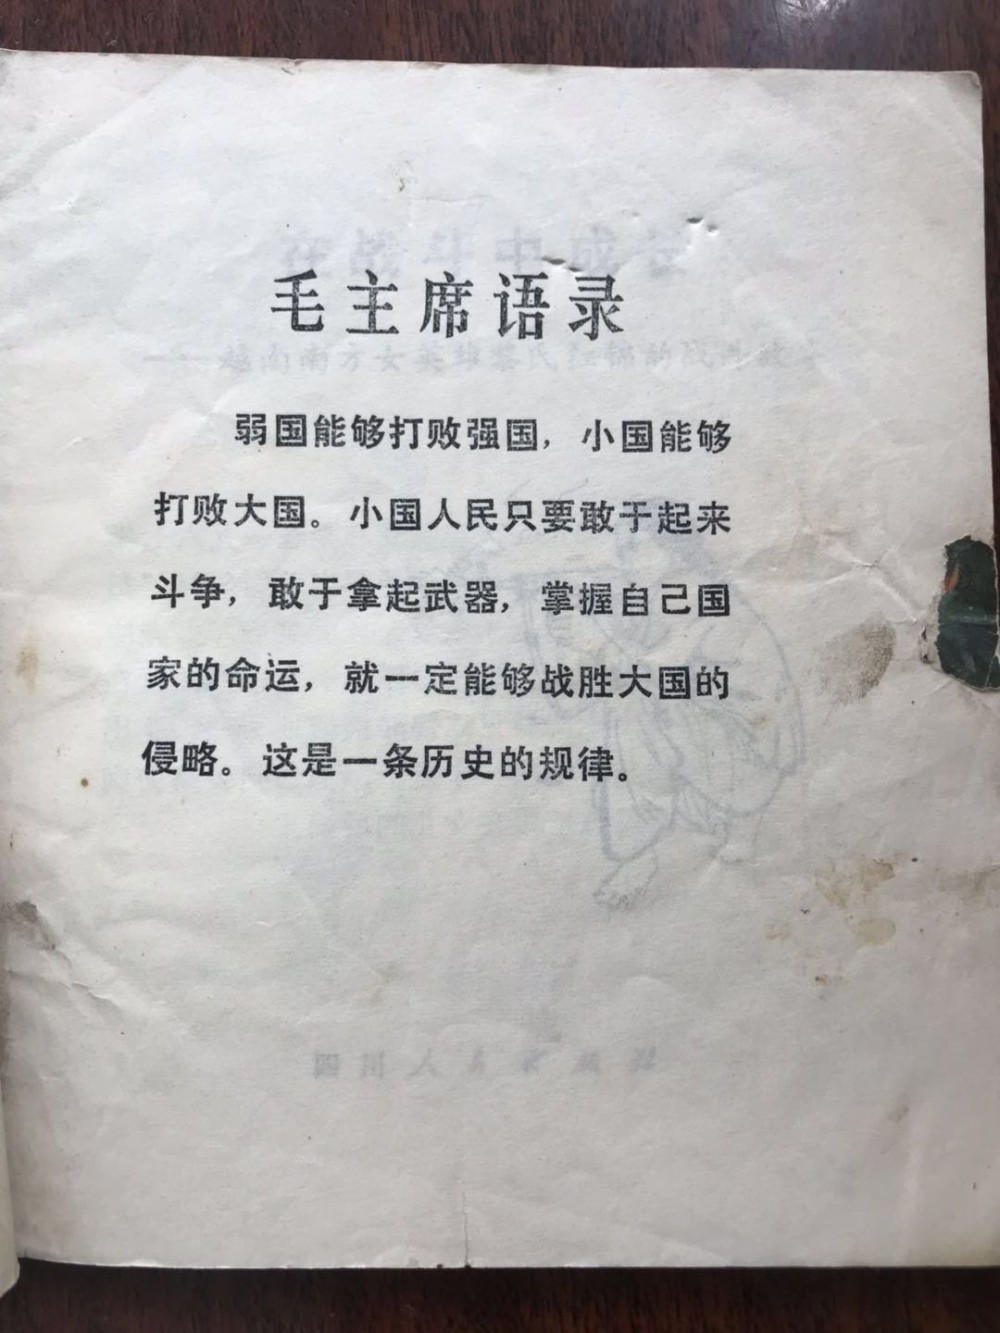 毛主席语录
弱国能够打败强国，小国能够
打败大国。小国人民只要敢于起来
斗争，敢于拿起武器，掌握自己国
家的命运，就一定能够战胜大国的
侵略。这是一条历史的规律。